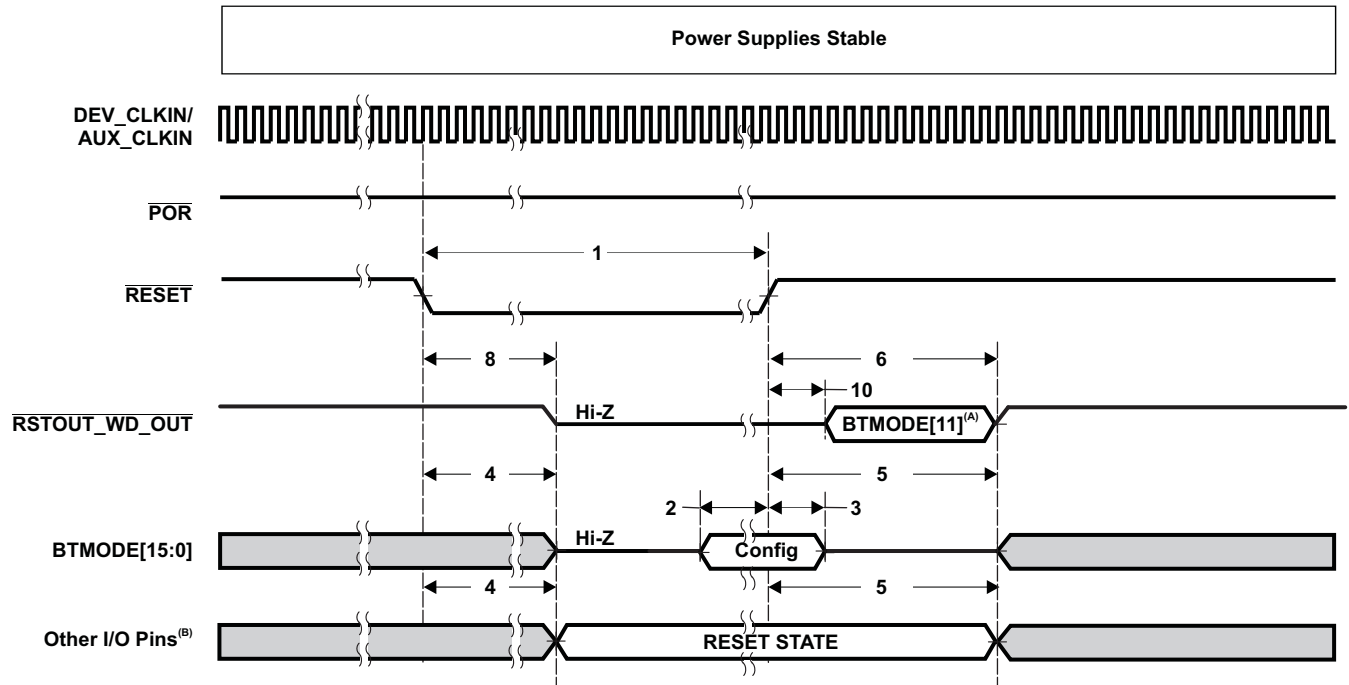 Power Supplies Stable
DEV_CLKIN/
AUX_CLKIN
POR
1
RESET
8
6
10
RSTOUT_WD_OUT
Hi-Z
BTMODE[11](A)
4
5
2
3
BTMODE[15:0]
Hi-Z
Config
4
5
Other I/O Pins(B)
RESET STATE